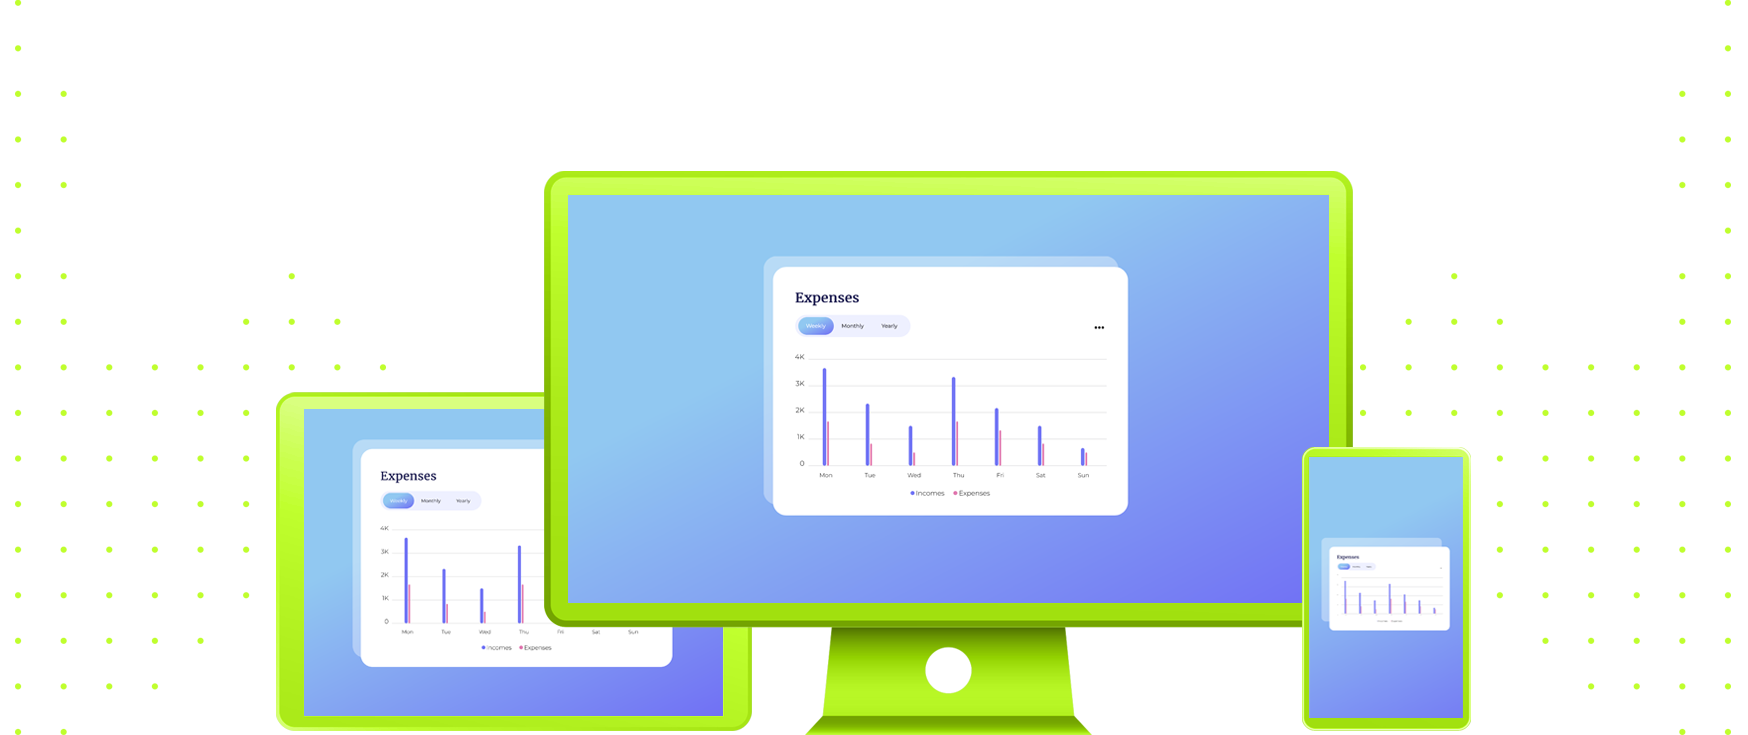 Expenses
Weekly Monthly Yearly
4K
3K
2K
1K
0
Mon Tue Wed Thu Fri Sat Sun
Incomes Expenses
Expenses
Weekly Monthly Yearly
4K
3K
2K
1K
0
Mon Tue Wed Thu Fri Sat Sun
Incomes Expenses
Expenses